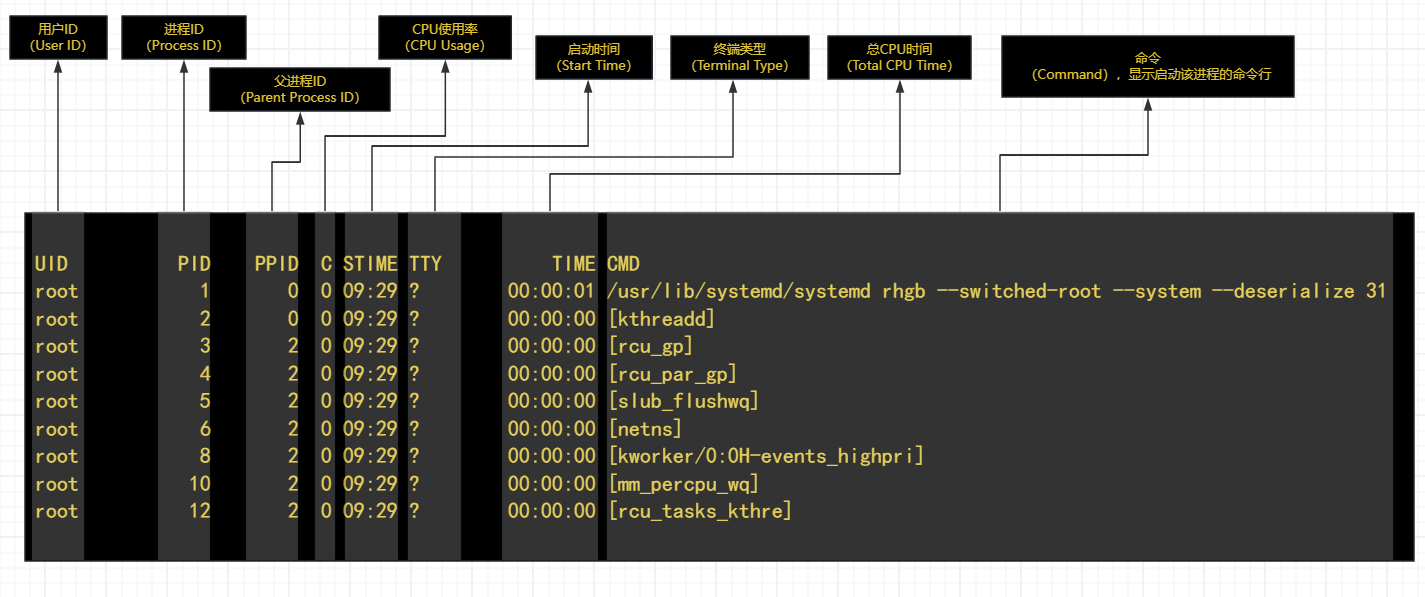 用户ID
(User ID)
进程ID
(Process ID)
父进程ID
(Parent Process ID)
CPU使用率
(CPU Usage)
启动时间
(Start Time)
终端类型
(Terminal Type)
总CPU时间
(Total CPU Time)
命令
(Command) ，显示启动该进程的命令行
UID PID PPID C STIME TTY TIME CMD
root 1 0 0 09:29 ? 00:00:01 /usr/lib/systemd/systemd rhgb --switched-root --system --deserialize 31
root 2 0 0 09:29 ? 00:00:00 [kthreadd]
root 3 2 0 09:29 ? 00:00:00 [rcu_gp]
root 4 2 0 09:29 ? 00:00:00 [rcu_par_gp]
root 5 2 0 09:29 ? 00:00:00 [slub_flushwq]
root 6 2 0 09:29 ? 00:00:00 [netns]
root 8 2 0 09:29 ? 00:00:00 [kworker/0:0H-events_highpri]
root 10 2 0 09:29 ? 00:00:00 [mm_percpu_wq]
root 12 2 0 09:29 ? 00:00:00 [rcu_tasks_kthre]